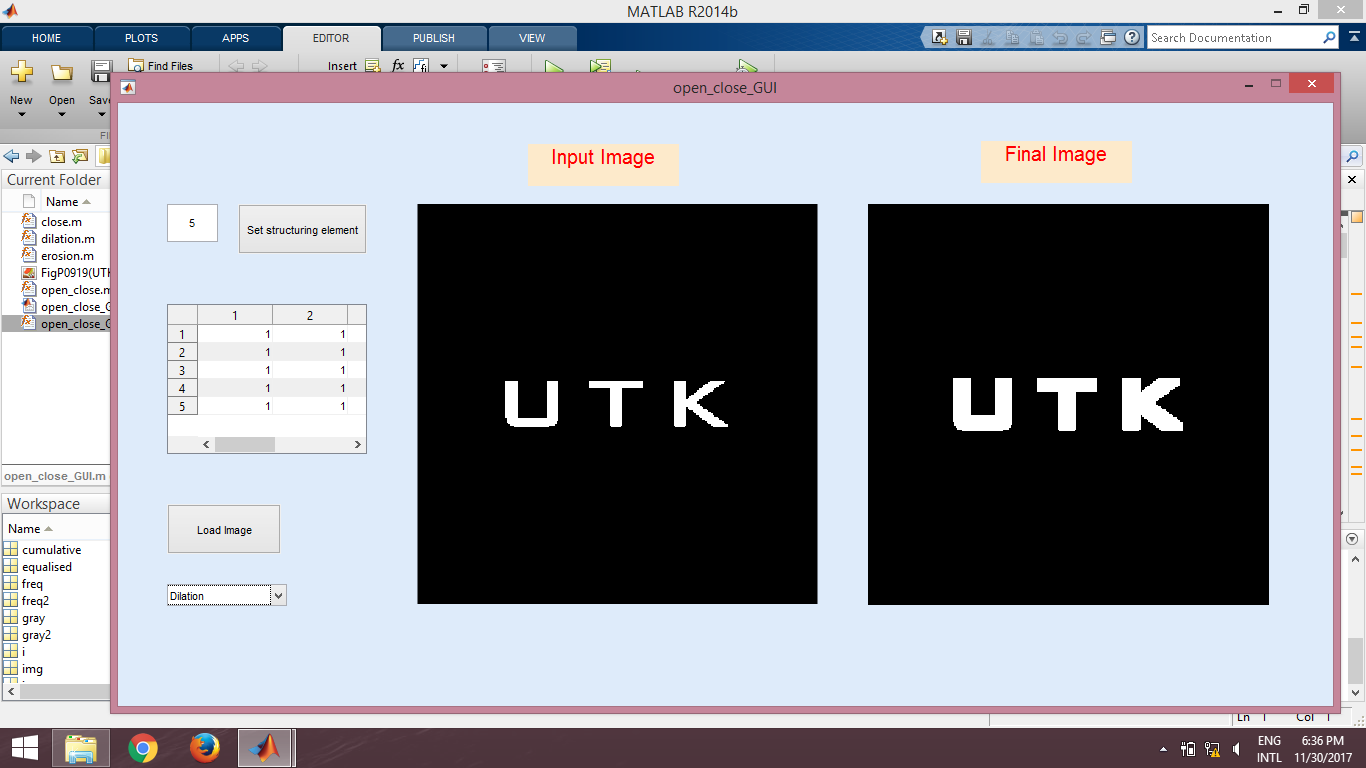 MATLAB R2014b
HOME PLOTS APPS EDITOR PUBLISH VIEW
Search Documentation
Find Files
Insert fx
New Open Save
open_close_GUI
Current Folder
Name
close.m
dilation.m
erosion.m
FigP0919(UTK
open_close.m
open_close_G
open_close_G
open_close_GUI.m
Workspace
Name
cumulative
equalised
freq
freq2
gray
gray2
i
img
Input Image
Final Image
5
Set structuring element
1 2
1 1 1
2 1 1
3 1 1
4 1 1
5 1 1
Load Image
Dilation
UTK
UTK
Ln 1 Col 1
ENG
INTL
6:36 PM
11/30/2017